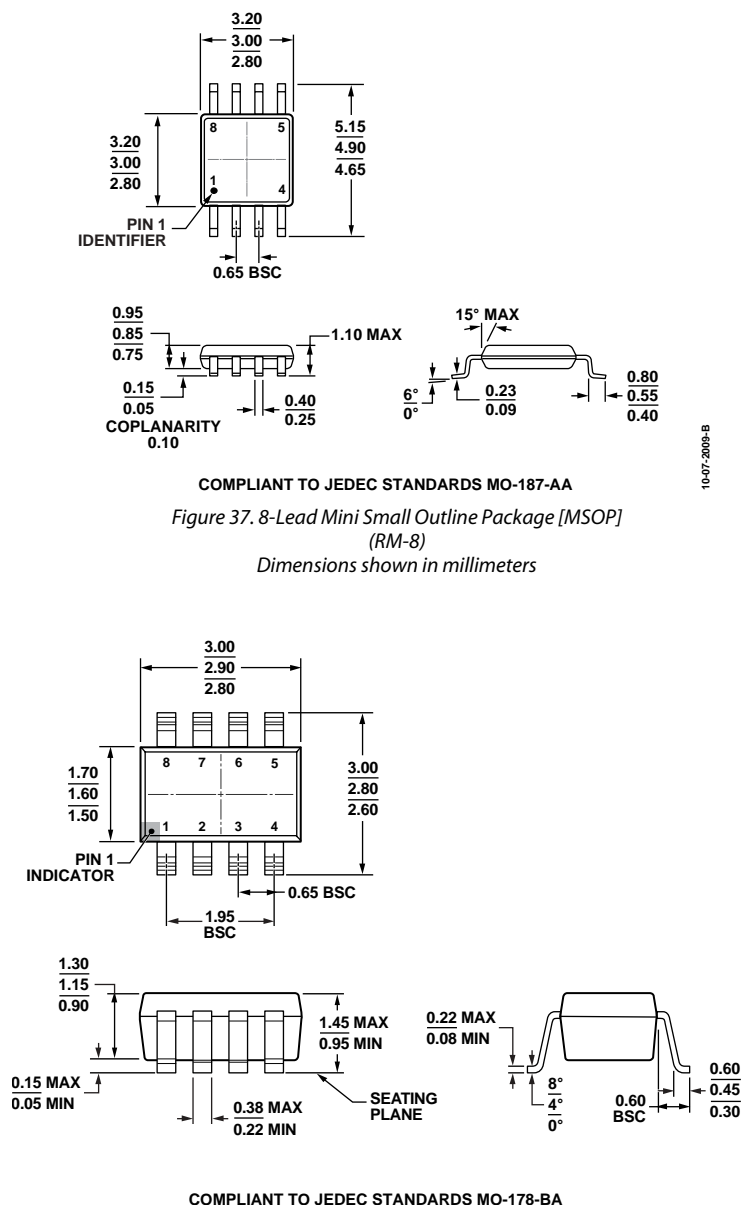 3.20
3.00
2.80
8
5
3.20
3.00
2.80
5.15
4.90
4.65
1
4
PIN 1
IDENTIFIER
0.65 BSC
0.95
0.85
0.75
1.10 MAX
15° MAX
0.15
0.05
COPLANARITY
0.10
0.40
0.25
6°
0°
0.23
0.09
0.80
0.55
0.40
COMPLIANT TO JEDEC STANDARDS MO-187-AA
10-07-2009-B
Figure 37. 8-Lead Mini Small Outline Package [MSOP]
(RM-8)
Dimensions shown in millimeters
3.00
2.90
2.80
8 7 6 5
1.70
1.60
1.50
3.00
2.80
2.60
1 2 3 4
PIN 1
INDICATOR
0.65 BSC
1.95
BSC
1.30
1.15
0.90
1.45 MAX
0.95 MIN
0.22 MAX
0.08 MIN
0.15 MAX
0.05 MIN
0.38 MAX
0.22 MIN
SEATING
PLANE
8°
4°
0°
0.60
BSC
0.60
0.45
0.30
COMPLIANT TO JEDEC STANDARDS MO-178-BA